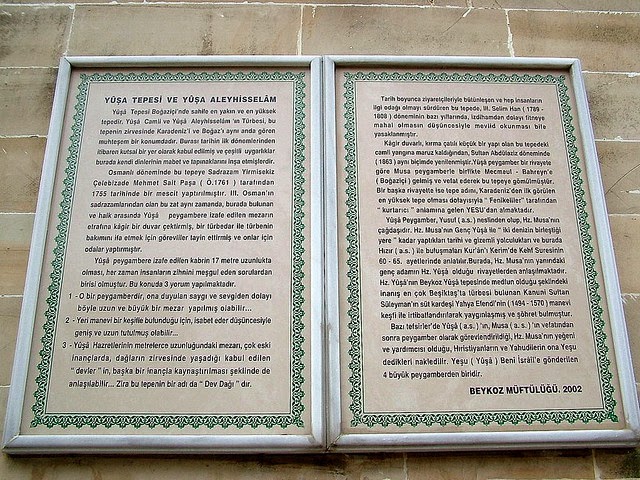 YÛŞA TEPESİ VE YÛŞA ALEYHİSSELÂM
Yûşâ Tepesi Boğaziçi'nde sahile en yakın ve en yüksek
tepedir. Yûşâ Camii ve Yûşâ Aleyhisselâm 'ın Türbesi, bu
tepenin zirvesinde Karadeniz'i ve Boğaz'ı aynı anda gören
muhteşem bir konumdadır. Burası tarihin ilk dönemlerinden
itibaren kutsal bir yer olarak kabul edilmiş ve çeşitli uygarlıklar
burada kendi dinlerinin mabet ve tapınaklarını inşa etmişlerdir.
Osmanlı döneminde bu tepeye Sadrazam Yirmisekiz
Çelebizade Mehmet Sait Paşa ( Ö.1761 ) tarafından
1755 tarihinde bir mescit yaptırılmıştır. III. Osman'ın
sadrazamlarından olan bu zat aynı zamanda, burada bulunan
ve halk arasında Yûşâ peygambere izafe edilen mezarın
etrafına kâgir bir duvar çektirmiş, bir türbedar ile türbenin
bakımını ifa etmek için görevliler tayin ettirmiş ve onlar için
odalar yaptırmıştır.
Yûşâ peygambere izafe edilen kabrin 17 metre uzunlukta
olması, her zaman insanların zihnini meşgul eden sorulardan
birisi olmuştur. Bu konuda 3 yorum yapılmaktadır.
1 - O bir peygamberdir, ona duyulan saygı ve sevgiden dolayı
böyle uzun ve büyük bir mezar yapılmış olabilir...
2 - Yeri manevi bir keşifle bulunduğu için, isabet eder düşüncesiyle
geniş ve uzun tutulmuş olabilir...
3 - Yûşâ Hazretlerinin metrelerce uzunluğundaki mezarı, çok eski
inançlarda, dağların zirvesinde yaşadığı kabul edilen
“ devler ” in, başka bir inançla kaynaştırılması şeklinde de
anlaşılabilir... Zira bu tepenin bir adı da “ Dev Dağı ” dır.
Tarih boyunca ziyaretçileriyle bütünleşen ve hep insanların
ilgi odağı olmayı sürdüren bu tepede, III. Selim Han ( 1789 -
1808 ) döneminin bazı yıllarında, izdihamdan dolayı fitneye
mahal olmasın düşüncesiyle mevlid okunması bile
yasaklanmıştır.
Kâgir duvarlı, kırma çatılı küçük bir yapı olan bu tepedeki
camii yangına maruz kaldığından, Sultan Abdülaziz döneminde
( 1863 ) aynı biçimde yenilenmiştir.Yûşâ peygamber bir rivayete
göre Musa peygamberle birlikte Mecmaul - Bahreyn'e
( Boğaziçi ) gelmiş ve vefat ederek bu tepeye gömülmüştür.
Bir başka rivayette ise tepe adını, Karadeniz'den ilk görülen
en yüksek tepe olması dolayısıyla “ Fenikeliler” tarafından
“ kurtarıcı ” anlamına gelen YESU'dan almaktadır.
Yûşâ Peygamber, Yusuf ( a.s. ) neslinden olup, Hz. Musa'nın
çağdaşıdır. Hz. Musa'nın Genç Yûşâ ile “ iki denizin birleştiği
yere ” kadar yaptıkları tarihi ve gizemli yolculukları ve burada
Hızır ( a.s. ) ile buluşmaları Kur'ân'ı Kerim'de Kehf Suresinin
60 - 65. ayetlerinde anlatılır.Burada, Hz. Musa'nın yanındaki
genç adamın Hz. Yûşâ olduğu rivayetlerden anlaşılmaktadır.
Hz. Yûşâ'nın Beykoz Yûşâ tepesinde medfun olduğu şeklindeki
inanış en çok Beşiktaş'ta türbesi bulunan Kanuni Sultan
Süleyman'ın süt kardeşi Yahya Efendi'nin (1494 - 1570 ) manevi
keşfi ile irtibatlandırılarak yaygınlaşmış ve şöhret bulmuştur.
Bazı tefsirler'de Yûşâ ( a.s. ) 'ın, Musa ( a.s. ) 'ın vefatından
sonra peygamber olarak görevlendirildiği, Hz. Musa'nın yeğeni
ve yardımcısı olduğu, Hristiyanların ve Yahudilerin ona Yeşu
dedikleri nakledilir. Yeşu ( Yûşâ ) Beni İsrâil'e gönderilen
4 büyük peygamberden biridir.
BEYKOZ MÜFTÜLÜĞÜ. 2002